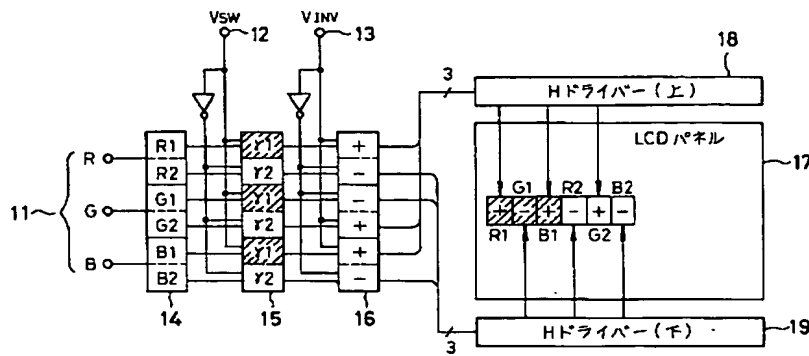 VSW
12
VINV
13
18
3
Hドライバー(上)
LCDパネル
17
11
R
G
B
R1
R2
G1
G2
B1
B2
γ1
γ2
γ1
γ2
γ1
γ2
+
−
−
+
+
−
14
15
16
G1 R2 B2
+ − + − + −
R1 B1 G2
3
Hドライバー(下)
19